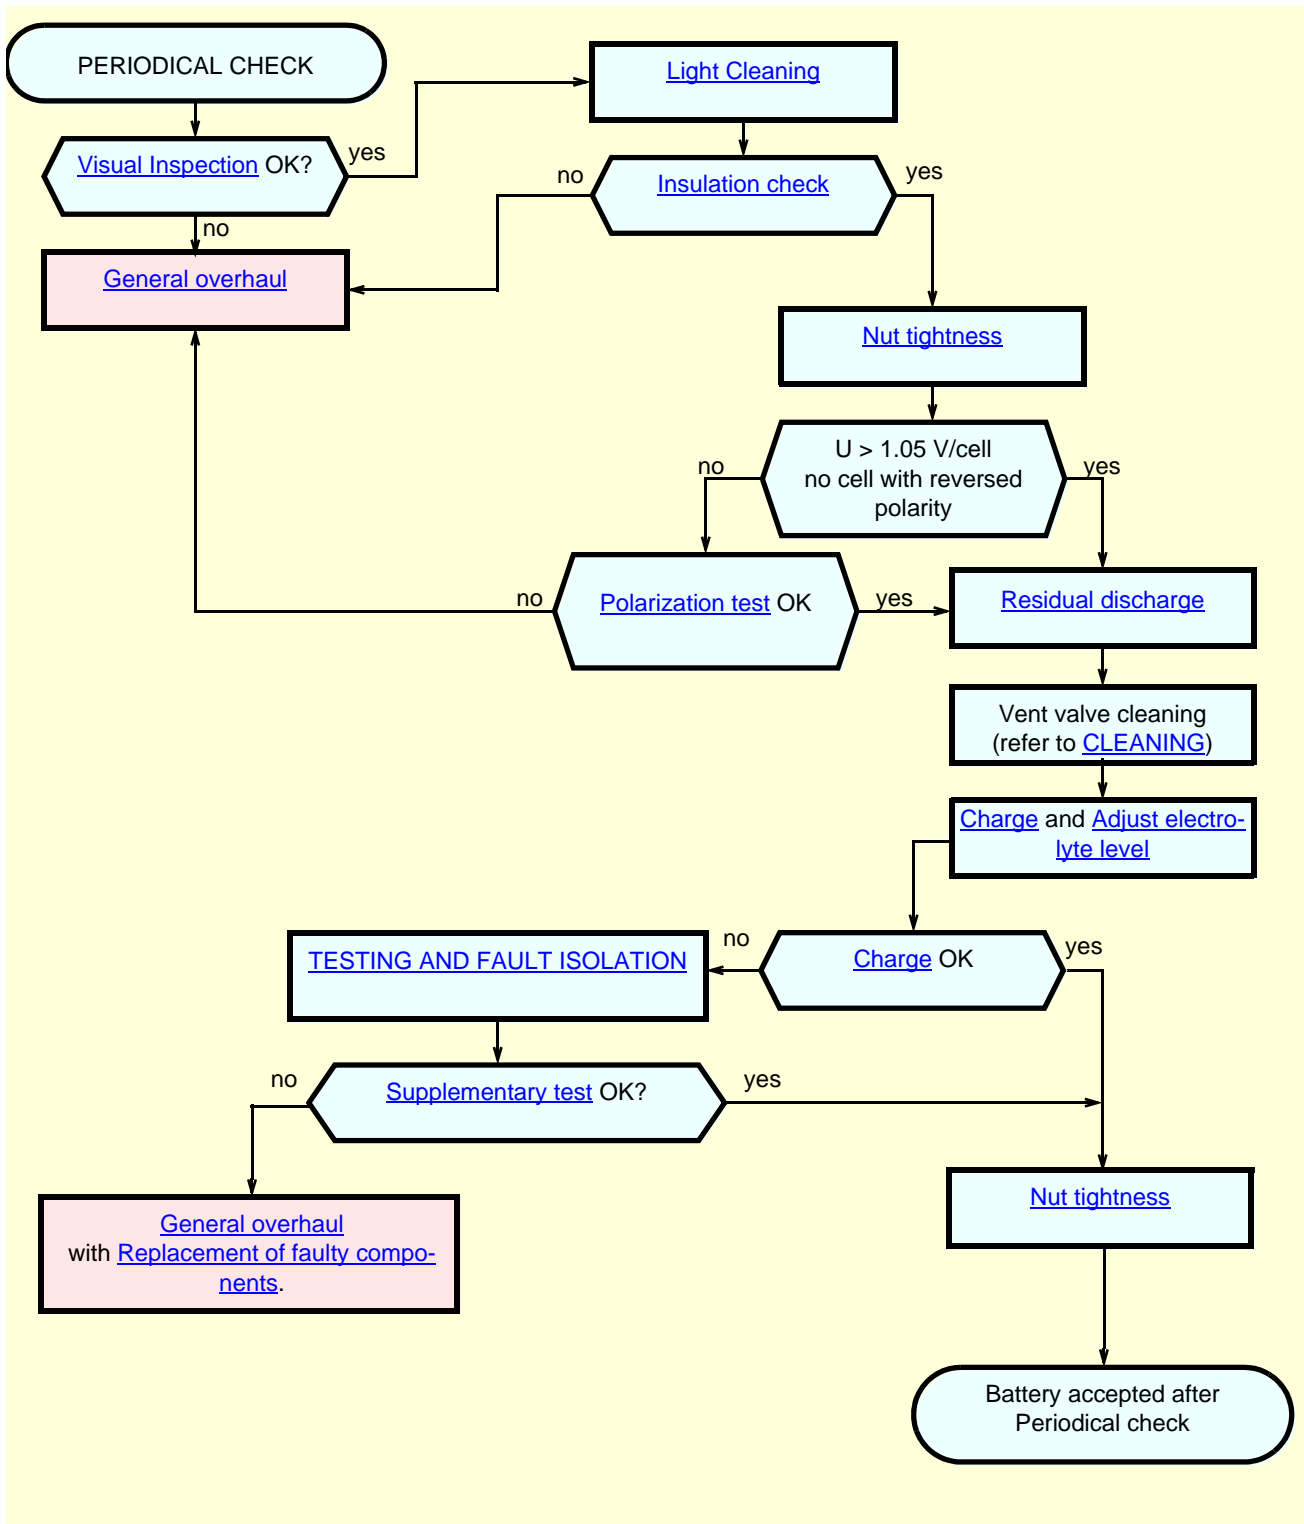 PERIODICAL CHECK
Light Cleaning
Visual Inspection OK?
yes
no
no
Insulation check
yes
General overhaul
Nut tightness
U > 1.05 V/cell
no cell with reversed
polarity
no
yes
no
Polarization test OK
yes
Residual discharge
Vent valve cleaning
(refer to CLEANING)
Charge and Adjust electro-
lyte level
TESTING AND FAULT ISOLATION
no
Charge OK
yes
no
Supplementary test OK?
yes
General overhaul
with Replacement of faulty compo-
nents.
Nut tightness
Battery accepted after
Periodical check